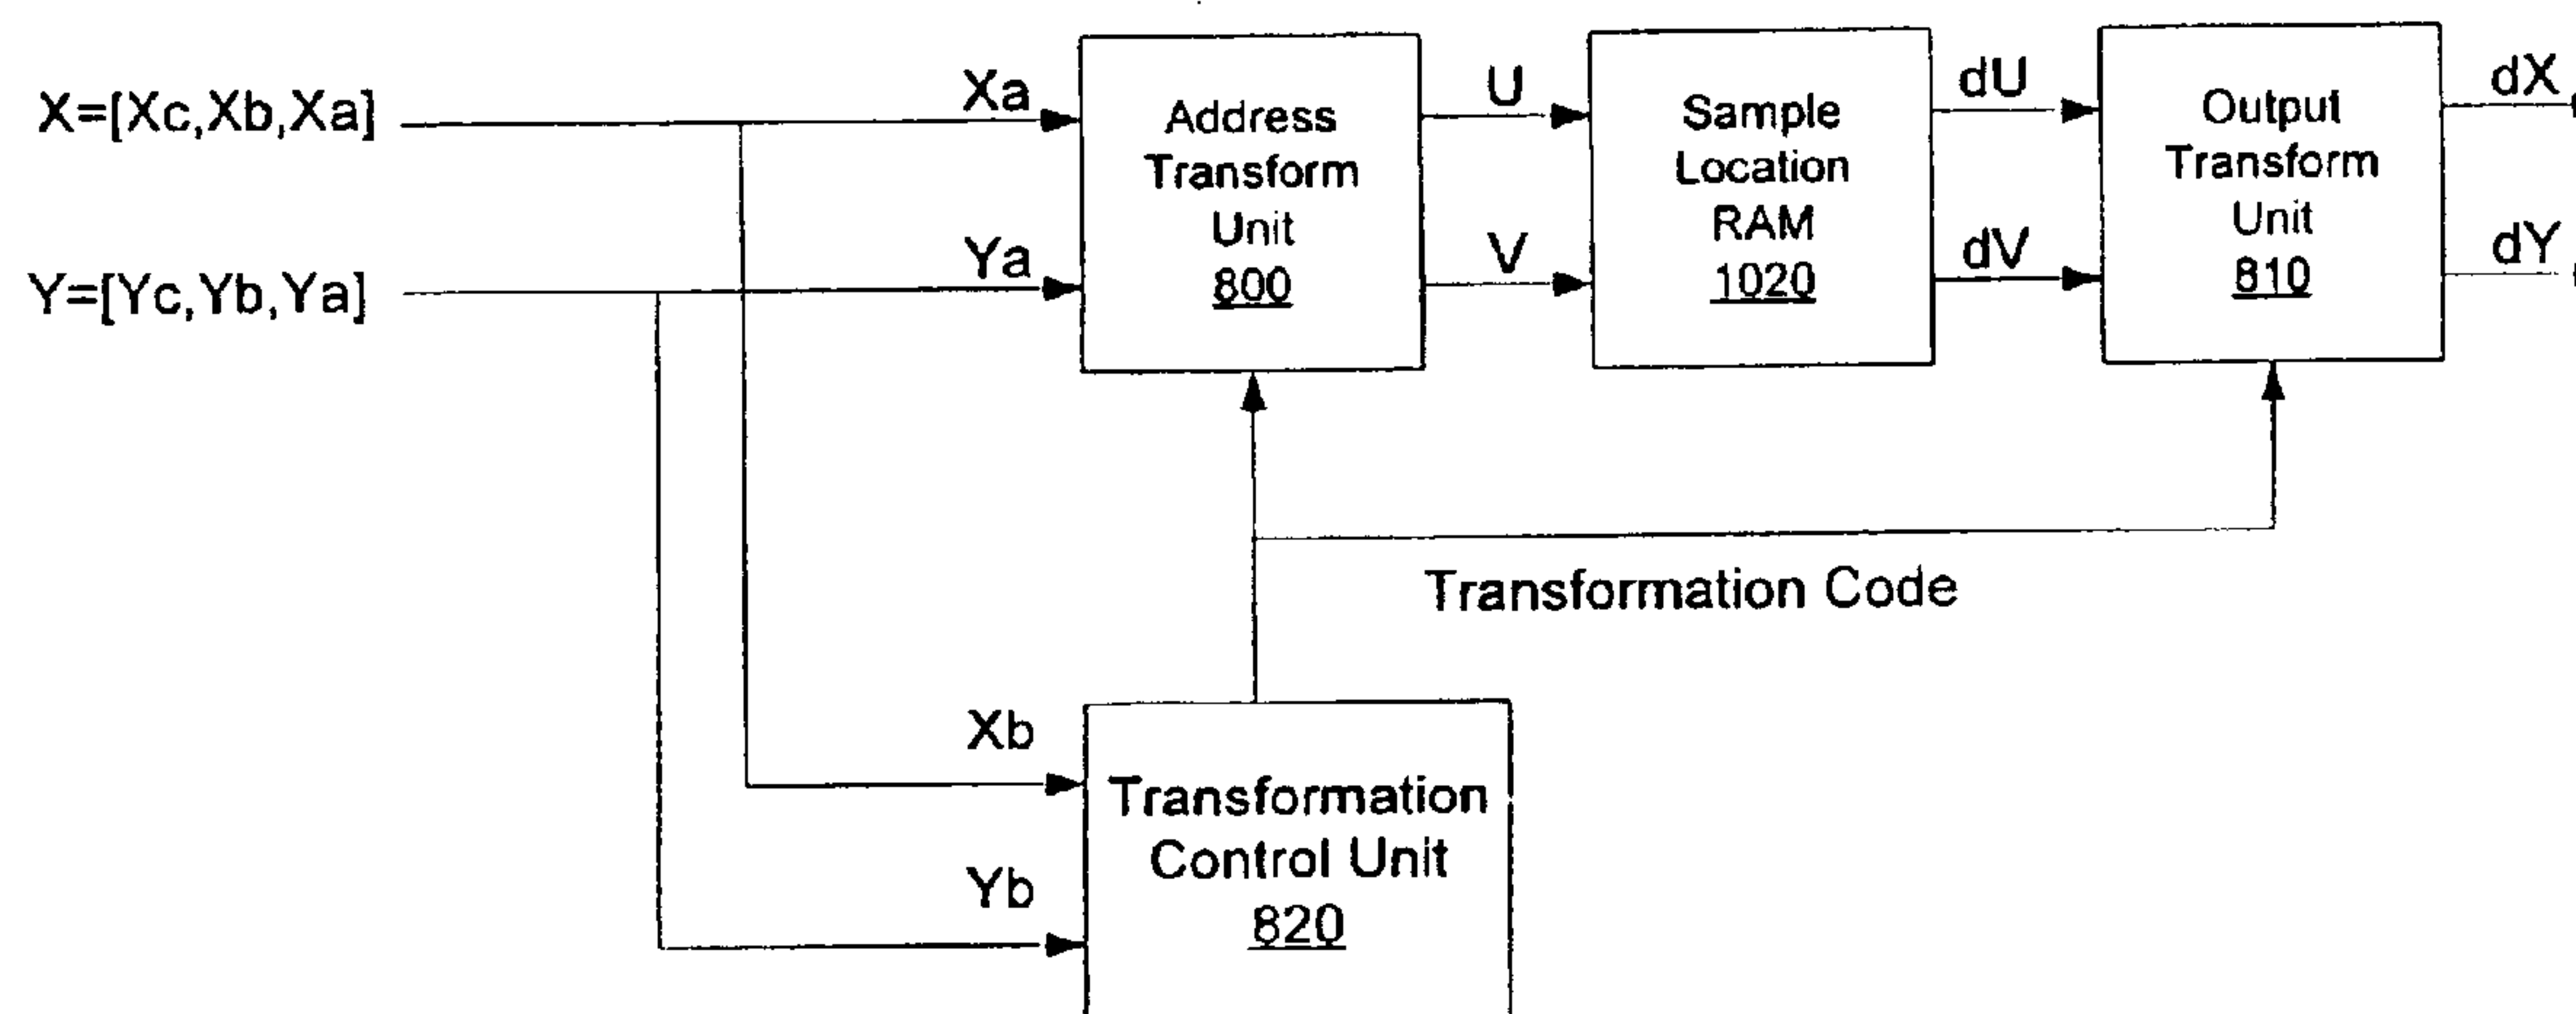 X=[Xc,Xb,Xa]
Y=[Yc,Yb,Ya]
Xa
Ya
Address
Transform
Unit
800
U
V
Sample
Location
RAM
1020
dU
dV
Output
Transform
Unit
810
dX
dY
Transformation Code
Xb
Yb
Transformation
Control Unit
820